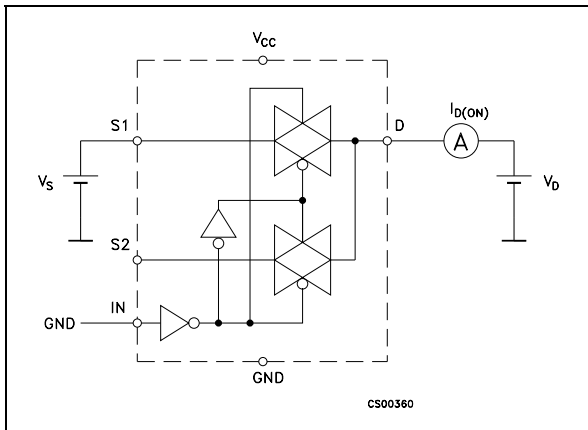 VCC
S1
D
ID(ON)
A
VS
VD
S2
IN
GND
GND
CS00360